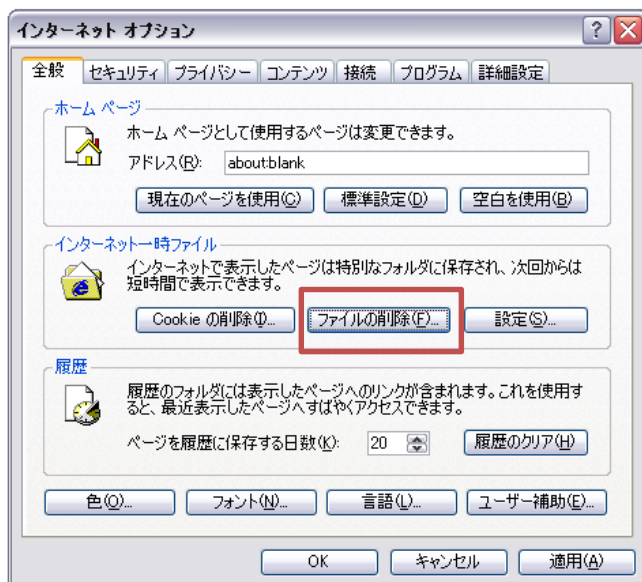 インターネット オプション
全般 セキュリティ プライバシー コンテンツ 接続 プログラム 詳細設定
ホーム ページ
ホーム ページとして使用するページは変更できます。
アドレス(R): about:blank
現在のページを使用(C) 標準設定(D) 空白を使用(B)
インターネット一時ファイル
インターネットで表示したページは特別なフォルダに保存され、次回からは
短時間で表示できます。
Cookie の削除(I)... ファイルの削除(F)... 設定(S)...
履歴
履歴のフォルダには表示したページへのリンクが含まれます。これを使用す
ると、最近表示したページへすばやくアクセスできます。
ページを履歴に保存する日数(K): 20 履歴のクリア(H)
色(O)... フォント(N)... 言語(L)... ユーザー補助(E)...
OK キャンセル 適用(A)